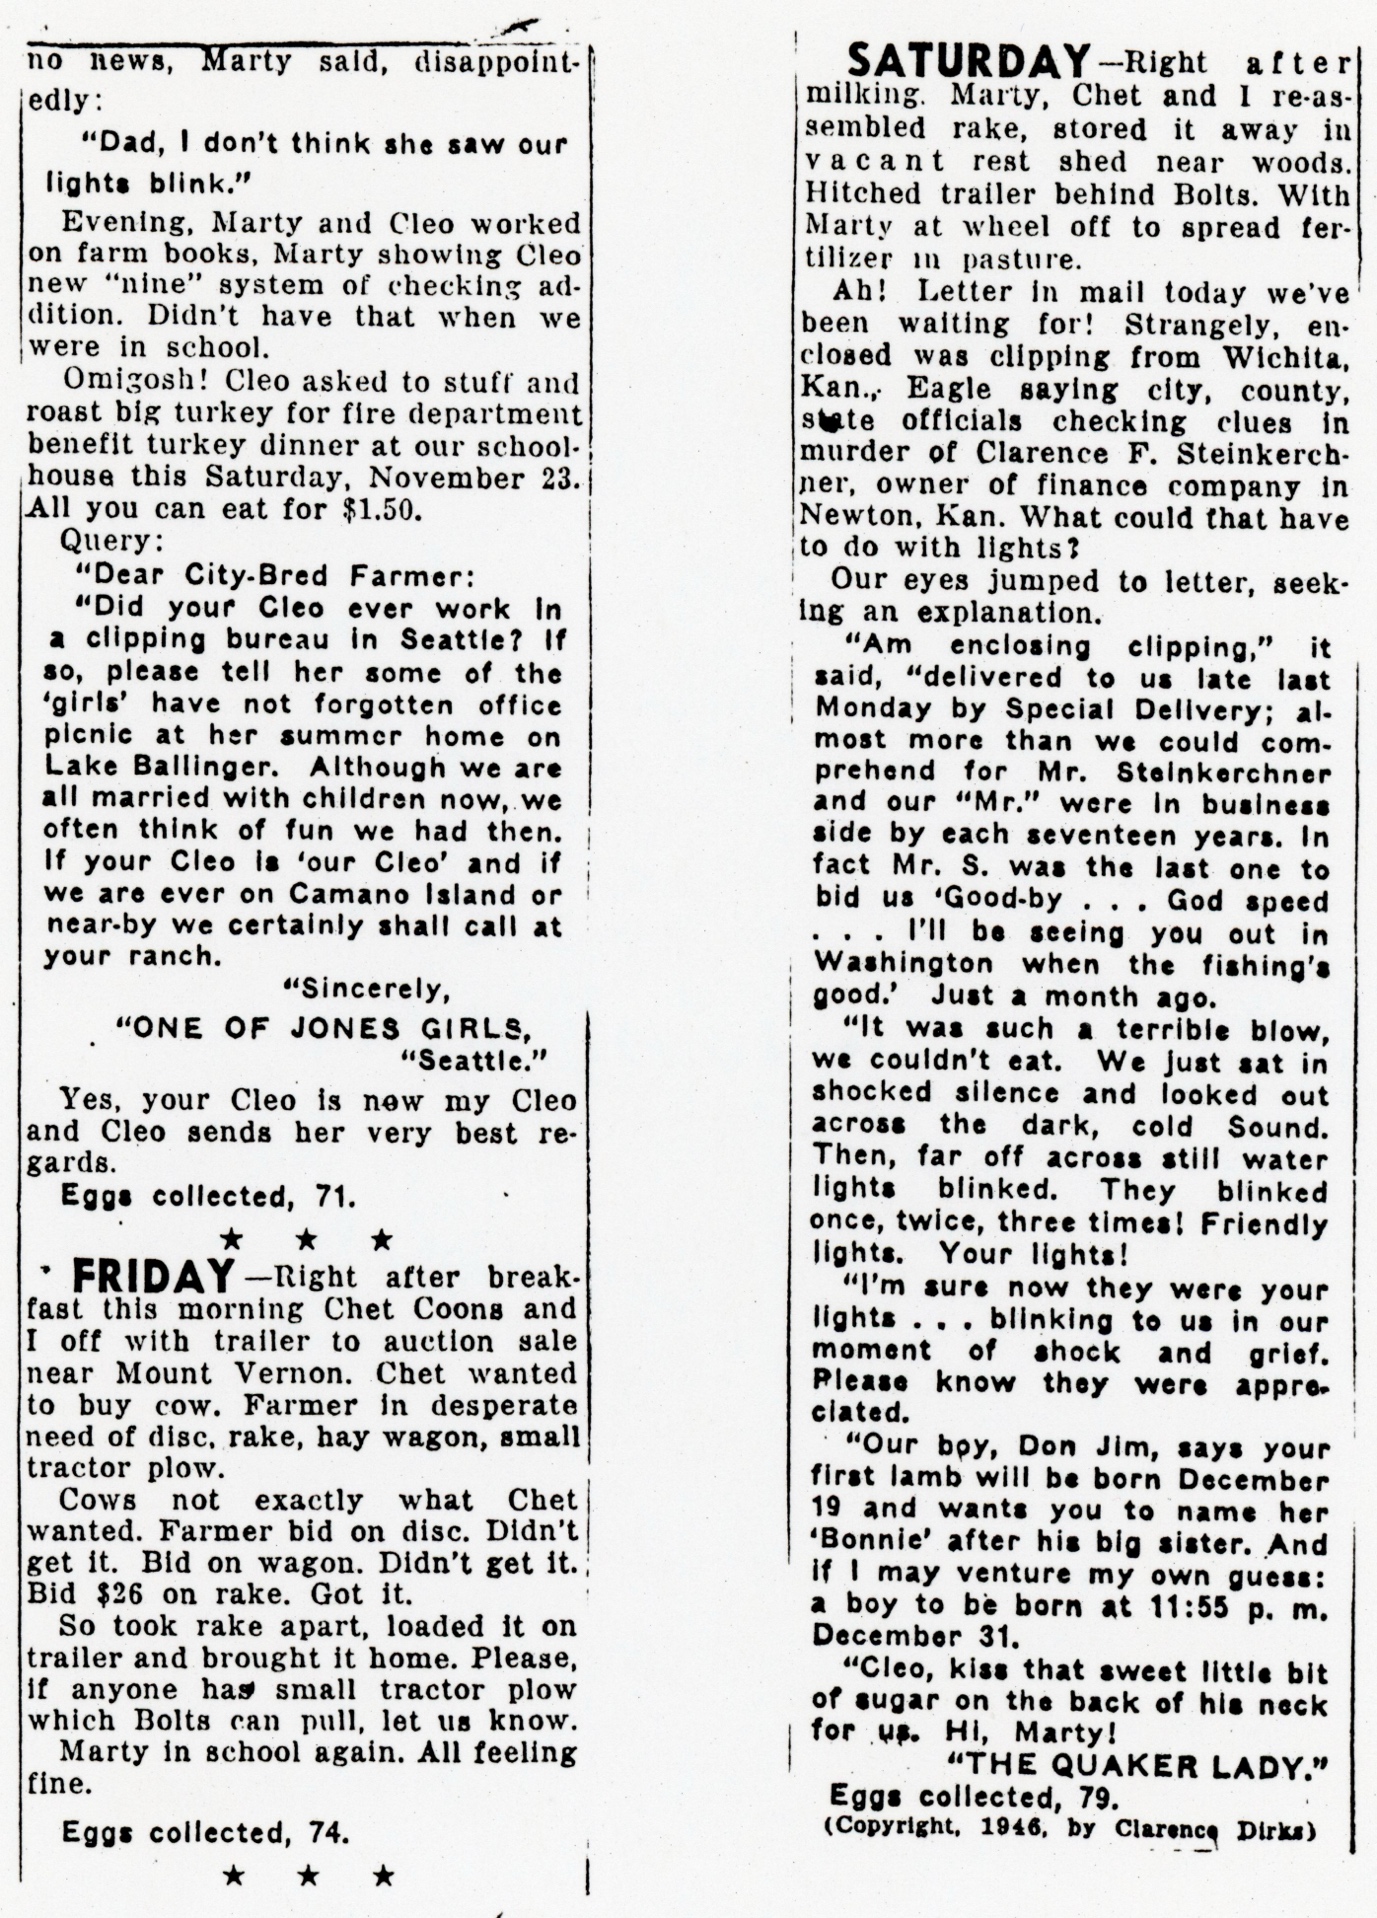 no news, Marty said, disappoint-
edly:
"Dad, I don't think she saw our
lights blink."
Evening, Marty and Cleo worked
on farm books, Marty showing Cleo
new "nine" system of checking ad-
dition. Didn't have that when we
were in school.
Omigosh! Cleo asked to stuff and
roast big turkey for fire department
benefit turkey dinner at our school-
house this Saturday, November 23.
All you can eat for $1.50.
Query:
"Dear City-Bred Farmer:
"Did your Cleo ever work in
a clipping bureau in Seattle? If
so, please tell her some of the
'girls' have not forgotten office
picnic at her summer home on
Lake Ballinger. Although we are
all married with children now, we
often think of fun we had then.
If your Cleo is 'our Cleo' and if
we are ever on Camano Island or
near-by we certainly shall call at
your ranch.
"Sincerely,
"ONE OF JONES GIRLS,
"Seattle."
Yes, your Cleo is now my Cleo
and Cleo sends her very best re-
gards.
Eggs collected, 71.
★ ★ ★
FRIDAY—Right after break-
fast this morning Chet Coons and
I off with trailer to auction sale
near Mount Vernon. Chet wanted
to buy cow. Farmer in desperate
need of disc, rake, hay wagon, small
tractor plow.
Cows not exactly what Chet
wanted. Farmer bid on disc. Didn't
get it. Bid on wagon. Didn't get it.
Bid $26 on rake. Got it.
So took rake apart, loaded it on
trailer and brought it home. Please,
if anyone has small tractor plow
which Bolts can pull, let us know.
Marty in school again. All feeling
fine.
Eggs collected, 74.
★ ★ ★
SATURDAY—Right after
milking. Marty, Chet and I re-as-
sembled rake, stored it away in
vacant rest shed near woods.
Hitched trailer behind Bolts. With
Marty at wheel off to spread fer-
tilizer in pasture.
Ah! Letter in mail today we've
been waiting for! Strangely, en-
closed was clipping from Wichita,
Kan., Eagle saying city, county,
state officials checking clues in
murder of Clarence F. Steinkerch-
ner, owner of finance company in
Newton, Kan. What could that have
to do with lights?
Our eyes jumped to letter, seek-
ing an explanation.
"Am enclosing clipping," it
said, "delivered to us late last
Monday by Special Delivery; al-
most more than we could com-
prehend for Mr. Steinkerchner
and our "Mr." were in business
side by each seventeen years. In
fact Mr. S. was the last one to
bid us 'Good-by . . . God speed
. . . I'll be seeing you out in
Washington when the fishing's
good.' Just a month ago.
"It was such a terrible blow,
we couldn't eat. We just sat in
shocked silence and looked out
across the dark, cold Sound.
Then, far off across still water
lights blinked. They blinked
once, twice, three times! Friendly
lights. Your lights!
"I'm sure now they were your
lights . . . blinking to us in our
moment of shock and grief.
Please know they were appre-
ciated.
"Our boy, Don Jim, says your
first lamb will be born December
19 and wants you to name her
'Bonnie' after his big sister. And
if I may venture my own guess:
a boy to be born at 11:55 p. m.
December 31.
"Cleo, kiss that sweet little bit
of sugar on the back of his neck
for us. Hi, Marty!
"THE QUAKER LADY."
Eggs collected, 79.
(Copyright, 1946, by Clarence Dirks)